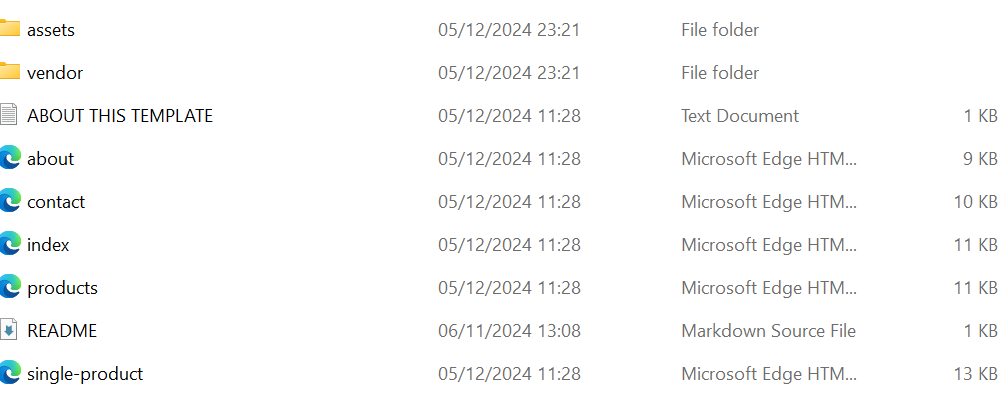 assets 05/12/2024 23:21 File folder
vendor 05/12/2024 23:21 File folder
ABOUT THIS TEMPLATE 05/12/2024 11:28 Text Document 1 KB
about 05/12/2024 11:28 Microsoft Edge HTM... 9 KB
contact 05/12/2024 11:28 Microsoft Edge HTM... 10 KB
index 05/12/2024 11:28 Microsoft Edge HTM... 11 KB
products 05/12/2024 11:28 Microsoft Edge HTM... 11 KB
README 06/11/2024 13:08 Markdown Source File 1 KB
single-product 05/12/2024 11:28 Microsoft Edge HTM... 13 KB